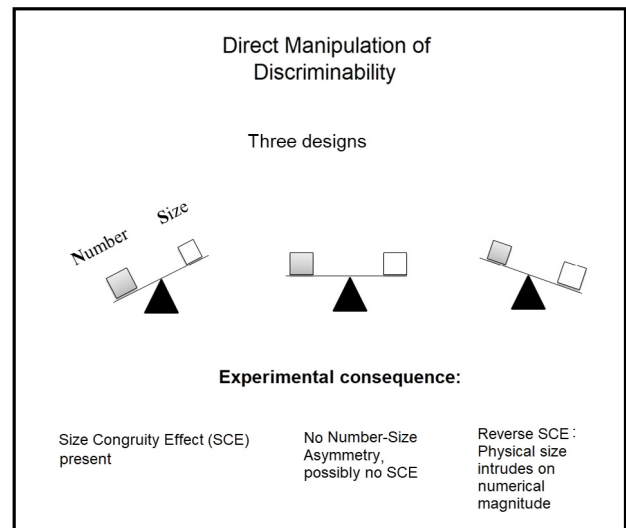 Direct Manipulation of
Discriminability
Three designs
Number Size
Experimental consequence:
Size Congruity Effect (SCE)
present
No Number-Size
Asymmetry,
possibly no SCE
Reverse SCE:
Physical size
intrudes on
numerical
magnitude